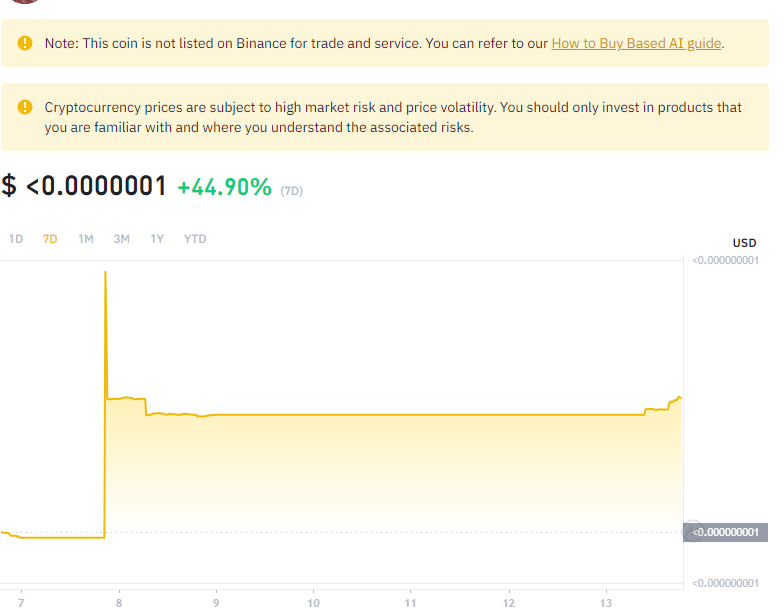 Note: This coin is not listed on Binance for trade and service. You can refer to our How to Buy Based AI guide.
Cryptocurrency prices are subject to high market risk and price volatility. You should only invest in products that
you are familiar with and where you understand the associated risks.
$ <0.0000001 +44.90% (7D)
1D 7D 1M 3M 1Y YTD
USD
<0.000000001
<0.000000001
<0.000000001
7 8 9 10 11 12 13